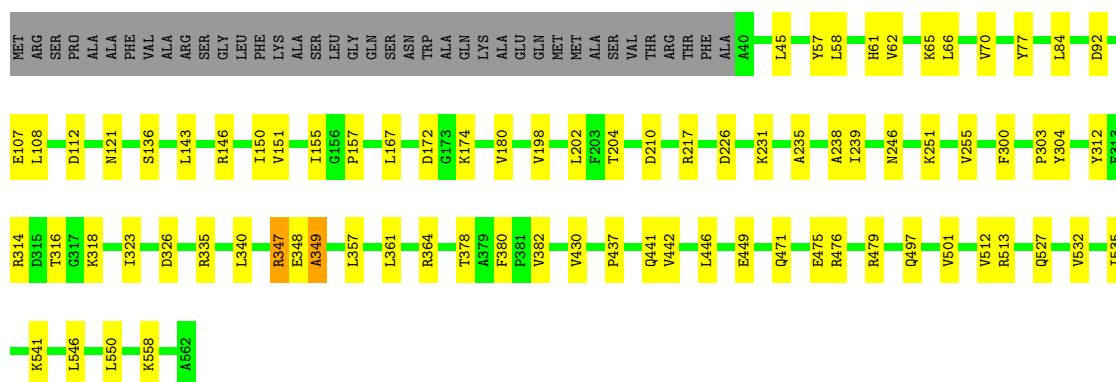 MET ARG SER PRO ALA ALA PHE VAL ALA ARG SER GLY LEU PHE LYS ALA SER LEU GLY GLN SER ASN TRP ALA GLN LYS ALA GLU GLN MET MET ALA SER VAL THR ARG THR PHE ALA A40 L45 Y57 L58 H61 V62 K65 L66 V70 Y77 L84 D92
E107 L108 D112 N121 S136 L143 R146 I150 V151 I155 G156 P157 L167 D172 G173 K174 V180 V198 L202 F203 T204 D210 R217 D226 K231 A235 A238 I239 N246 K251 V255 F300 P303 Y304 Y312
R314 D315 T316 G317 K318 I323 D326 R335 L340 R347 E348 A349 L357 L361 R364 T378 A379 F380 P381 V382 V430 P437 Q441 V442 L446 E449 Q471 E475 R476 R479 Q497 V501 V512 R513 Q527 V532
K541 L546 L550 K558 A562